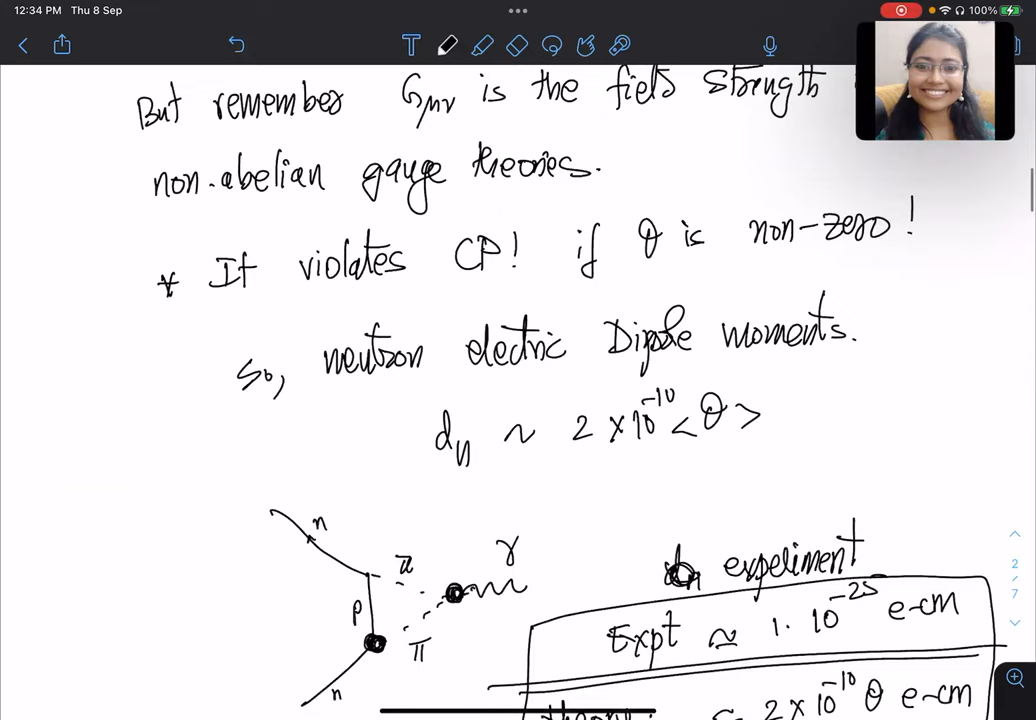 12:34 PM Thu 8 Sep
100%
But remember Gμν is the field strength
non-abelian gauge theories.
* It violates CP! if θ is non-zero!
so, neutron electric Dipole moments.
dn ~ 2 × 10^-10 <θ>
n
π γ
p
π
n
experiment
Expt ≃ 1. 10^-25 e-cm
2 × 10^-10 θ e-cm
2
/
7